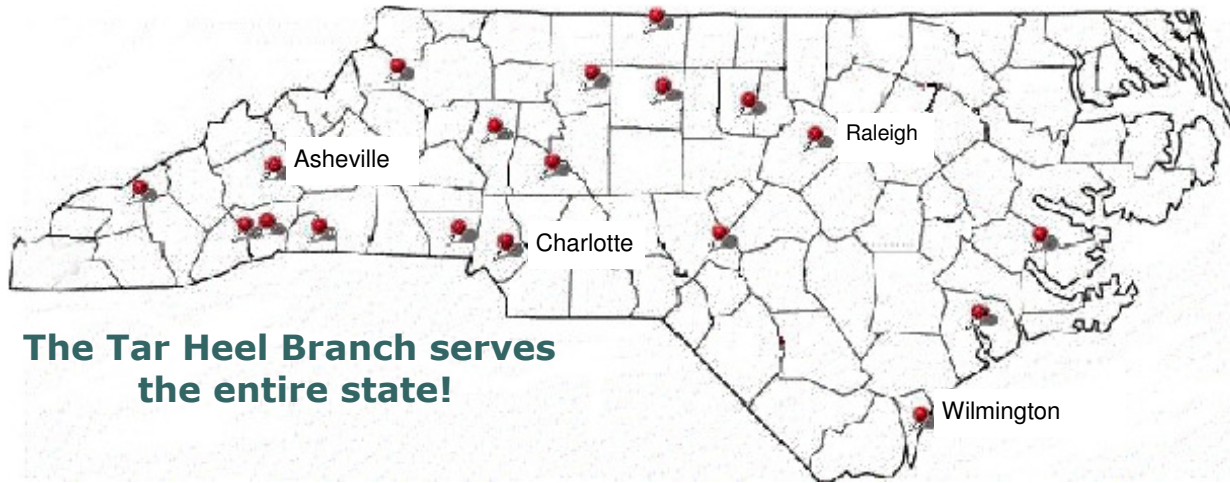 Raleigh
Asheville
Charlotte
The Tar Heel Branch serves
the entire state!
Wilmington